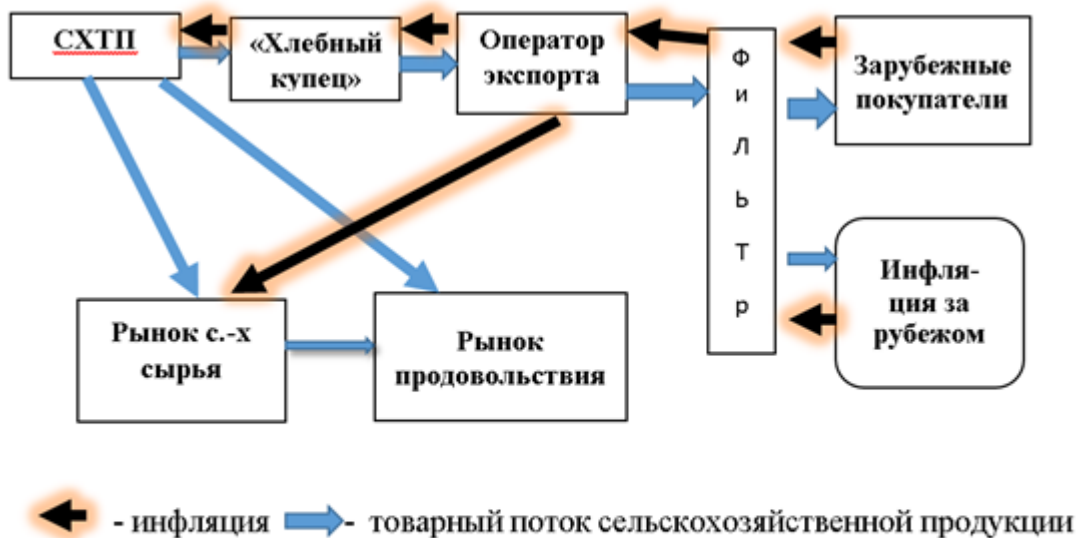 СХТП
«Хлебный
купец»
Оператор
экспорта
Ф
и
Л
Ь
Т
р
Зарубежные
покупатели
Инфля-
ция за
рубежом
Рынок с.-х
сырья
Рынок
продовольствия
- инфляция
- товарный поток сельскохозяйственной продукции